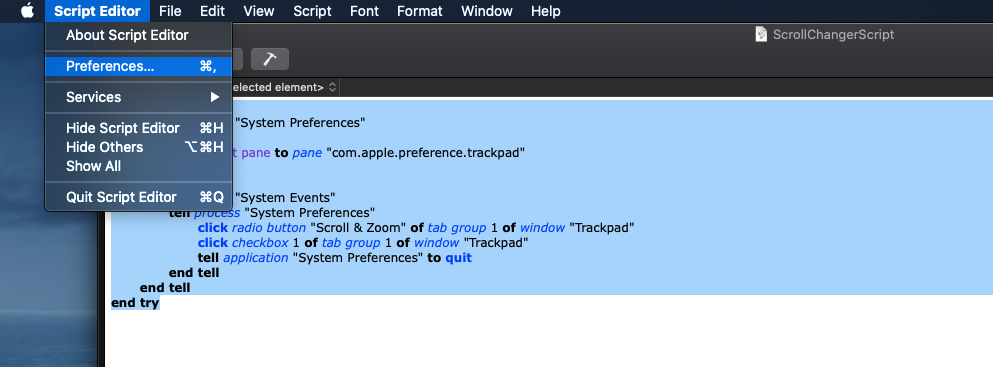 Script Editor File Edit View Script Font Format Window Help
About Script Editor
ScrollChangerScript
Preferences... ⌘,
elected element>
Services
"System Preferences"
Hide Script Editor ⌘H
Hide Others ⌥⌘H
t pane to pane "com.apple.preference.trackpad"
Show All
Quit Script Editor ⌘Q
"System Events"
tell process "System Preferences"
click radio button "Scroll & Zoom" of tab group 1 of window "Trackpad"
click checkbox 1 of tab group 1 of window "Trackpad"
tell application "System Preferences" to quit
end tell
end tell
end try